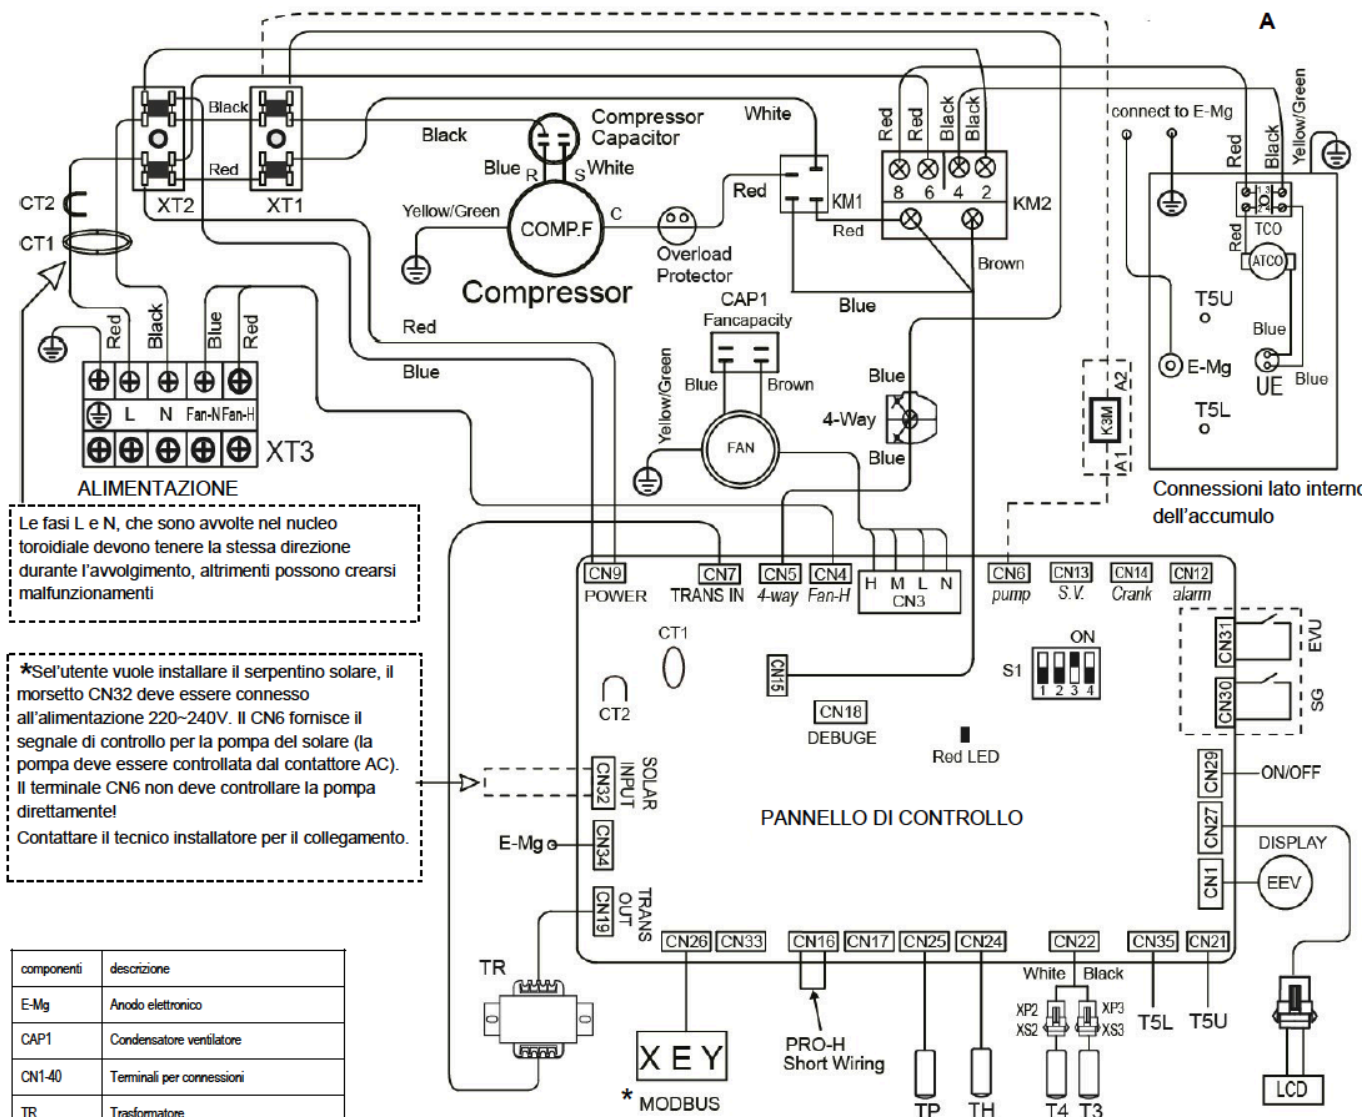 A
Black
Red
XT2
XT1
CT2
CT1
Black
Compressor
Capacitor
Blue
R
S
White
Yellow/Green
COMP.F
C
Compressor
Overload
Protector
White
Red
KM1
Red
Blue
Red
Red
Black
Black
8
6
4
2
KM2
Brown
connect to E-Mg
Red
Black
Yellow/Green
1 3
2 4
TCO
Red
ATCO
T5U
Blue
E-Mg
UE
Blue
T5L
Connessioni lato interno
dell'accumulo
Red
Black
Blue
Red
L
N
Fan-N
Fan-H
XT3
ALIMENTAZIONE
Red
Blue
CAP1
Fancapacity
Blue
Brown
Yellow/Green
FAN
Blue
4-Way
Blue
A2
K3M
A1
Le fasi L e N, che sono avvolte nel nucleo
toroidiale devono tenere la stessa direzione
durante l'avvolgimento, altrimenti possono crearsi
malfunzionamenti
*Sel'utente vuole installare il serpentino solare, il
morsetto CN32 deve essere connesso
all'alimentazione 220~240V. Il CN6 fornisce il
segnale di controllo per la pompa del solare (la
pompa deve essere controllata dal contattore AC).
Il terminale CN6 non deve controllare la pompa
direttamente!
Contattare il tecnico installatore per il collegamento.
CN9
POWER
CN7
TRANS IN
CN5
4-way
CN4
Fan-H
H M L N
CN3
CN6
pump
CN13
S.V.
CN14
Crank
CN12
alarm
CT1
CT2
CN15
CN18
DEBUGE
S1
ON
1 2 3 4
Red LED
CN31
EVU
CN30
SG
CN29
ON/OFF
CN27
DISPLAY
CN1
EEV
PANNELLO DI CONTROLLO
CN32
SOLAR
INPUT
E-Mg
CN34
CN19
TRANS
OUT
CN26
CN33
CN16
CN17
CN25
CN24
CN22
CN35
CN21
TR
White
Black
XP2
XS2
XP3
XS3
T5L
T5U
PRO-H
Short Wiring
XEY
* MODBUS
TP
TH
T4
T3
LCD
componenti descrizione
E-Mg Anodo elettronico
CAP1 Condensatore ventilatore
CN1-40 Terminali per connessioni
TR Trasformatore